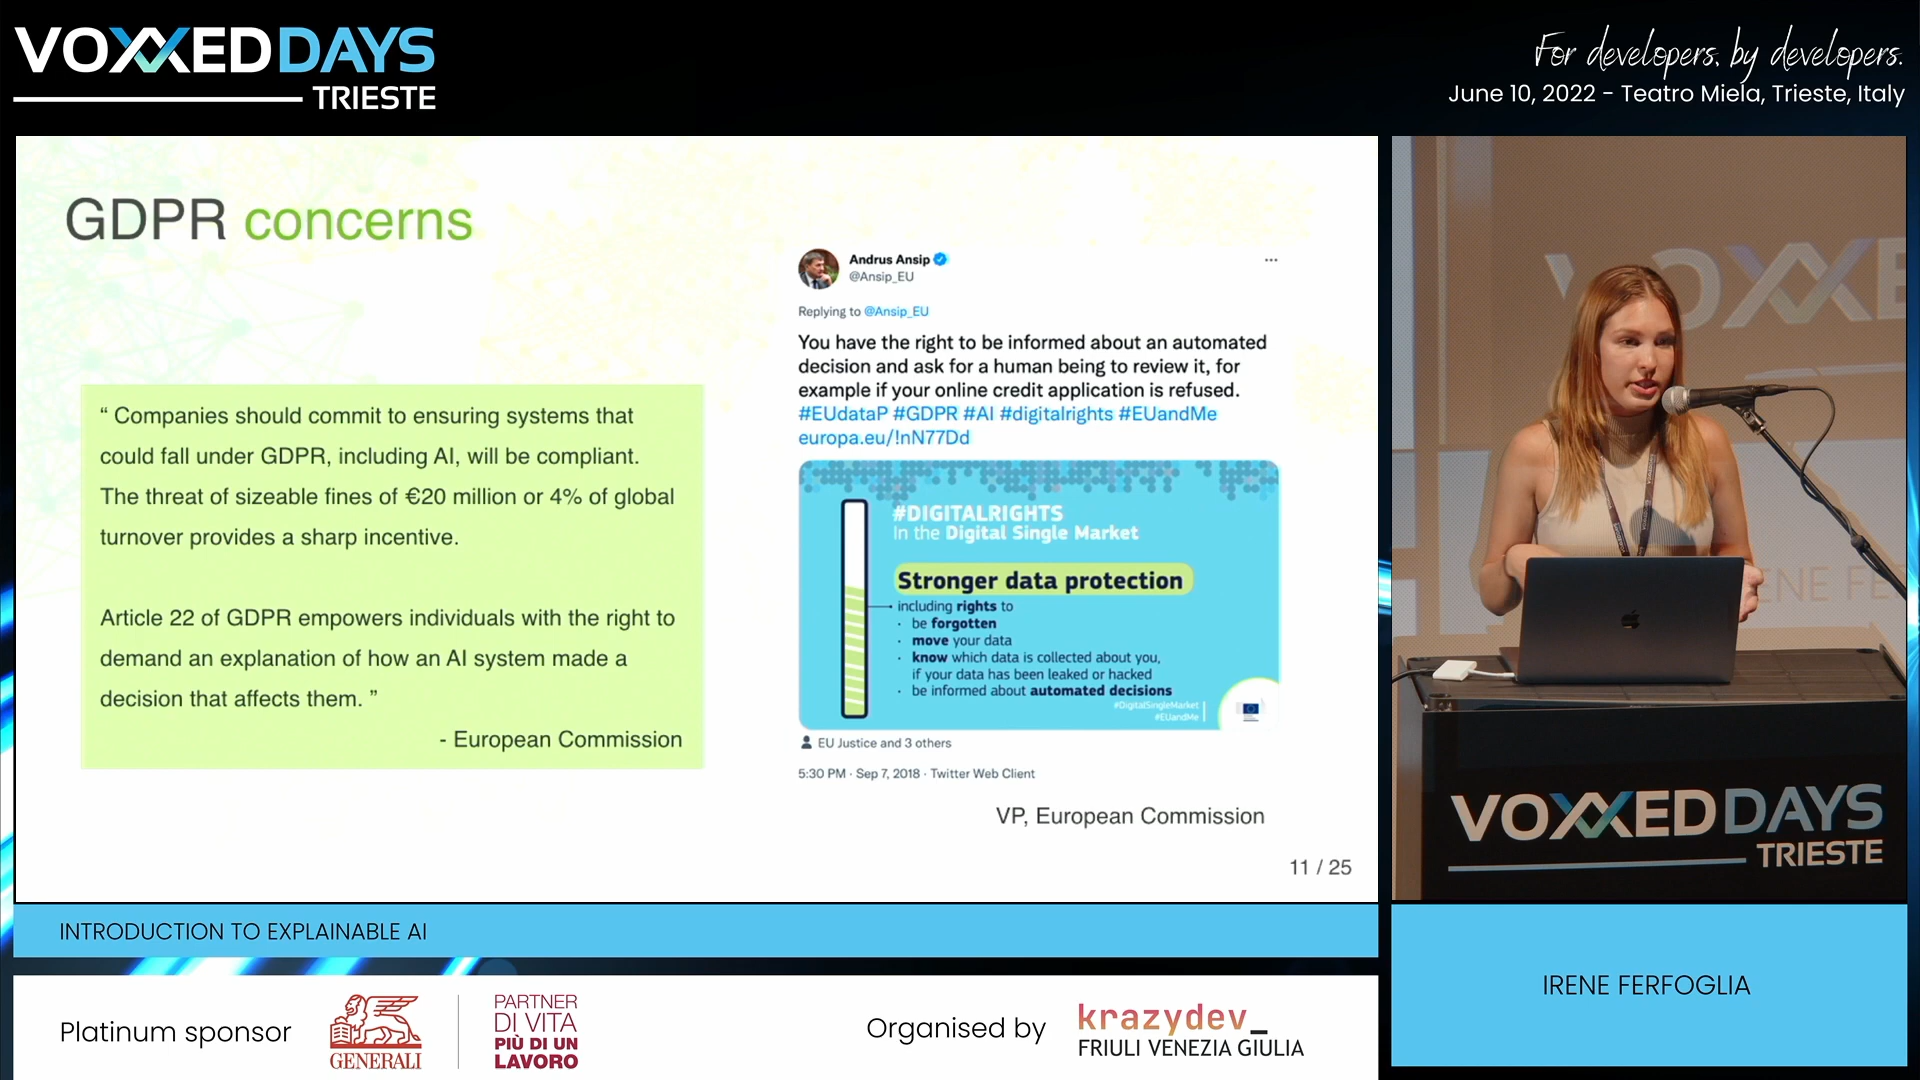 VOXXEDDAYS
TRIESTE
For developers, by developers.
June 10, 2022 - Teatro Miela, Trieste, Italy
GDPR concerns
“ Companies should commit to ensuring systems that
could fall under GDPR, including AI, will be compliant.
The threat of sizeable fines of €20 million or 4% of global
turnover provides a sharp incentive.
Article 22 of GDPR empowers individuals with the right to
demand an explanation of how an AI system made a
decision that affects them. ”
- European Commission
Andrus Ansip
@Ansip_EU
Replying to @Ansip_EU
You have the right to be informed about an automated
decision and ask for a human being to review it, for
example if your online credit application is refused.
#EUdataP #GDPR #AI #digitalrights #EUandMe
europa.eu/!nN77Dd
#DIGITALRIGHTS
In the Digital Single Market
Stronger data protection
including rights to
· be forgotten
· move your data
· know which data is collected about you,
if your data has been leaked or hacked
· be informed about automated decisions
#DigitalSingleMarket
#EUandMe
EU Justice and 3 others
5:30 PM · Sep 7, 2018 · Twitter Web Client
VP, European Commission
11 / 25
VOXXE
ENE FE
VOXXEDDAYS
TRIESTE
INTRODUCTION TO EXPLAINABLE AI
IRENE FERFOGLIA
Platinum sponsor
GENERALI
PARTNER
DI VITA
PIÙ DI UN
LAVORO
Organised by
krazydev_
FRIULI VENEZIA GIULIA